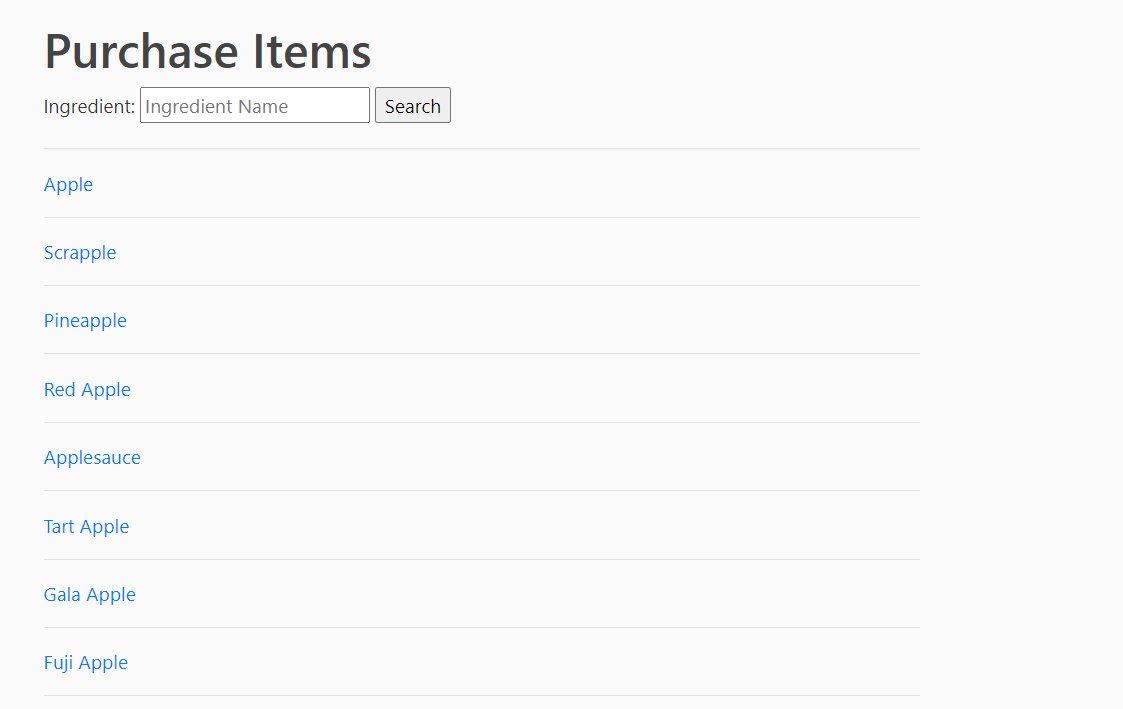 Purchase Items
Ingredient: Ingredient Name Search
Apple
Scrapple
Pineapple
Red Apple
Applesauce
Tart Apple
Gala Apple
Fuji Apple